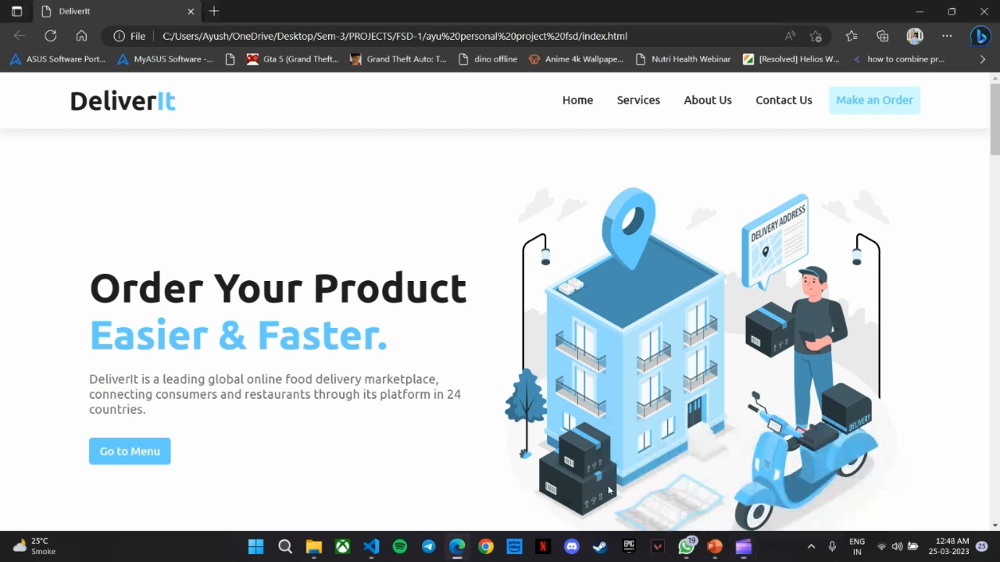 DeliverIt
File
C:/Users/Ayush/OneDrive/Desktop/Sem-3/PROJECTS/FSD-1/ayu%20personal%20project%20fsd/index.html
ASUS Software Port...
MyASUS Software -...
Gta 5 (Grand Theft...
Grand Theft Auto: T...
dino offline
Anime 4k Wallpape...
Nutri Health Webinar
[Resolved] Helios W...
how to combine pr...
DeliverIt
Home
Services
About Us
Contact Us
Make an Order
DELIVERY ADDRESS
Order Your Product
Easier & Faster.
DeliverIt is a leading global online food delivery marketplace,
connecting consumers and restaurants through its platform in 24
countries.
Go to Menu
DELIVERY
25°C
Smoke
EPIC
GAMES
19
ENG
IN
12:48 AM
25-03-2023
25